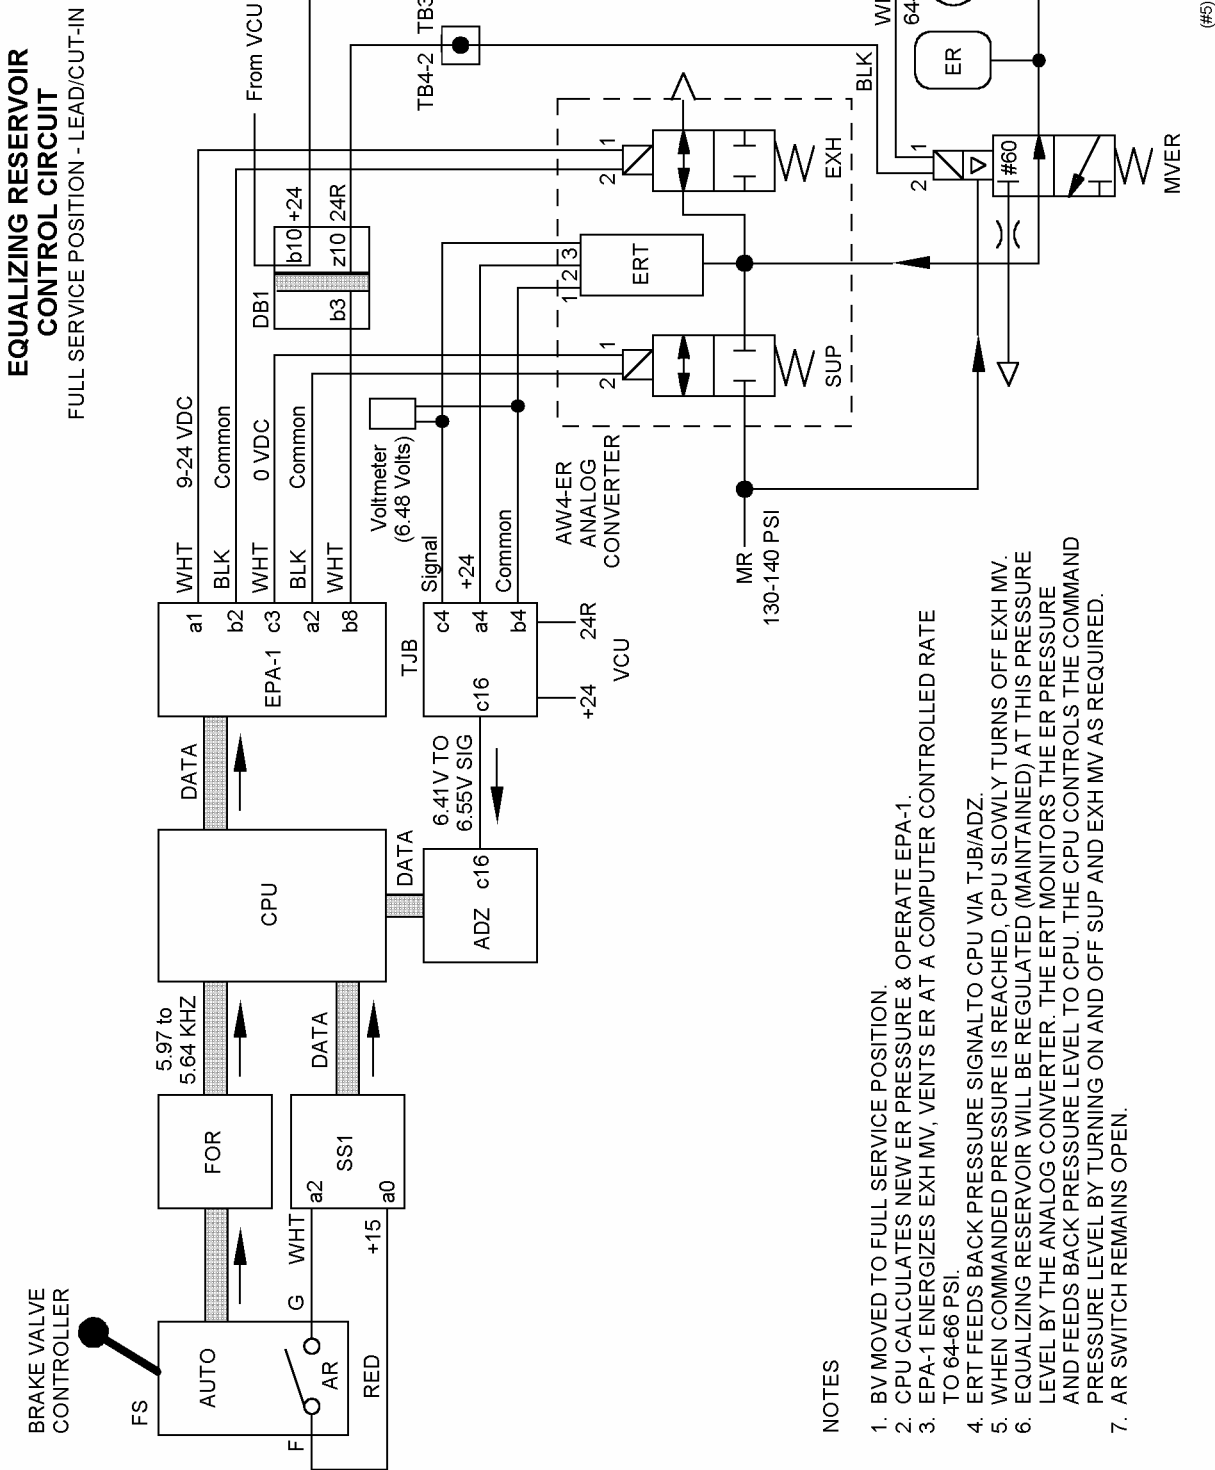 EQUALIZING RESERVOIR
CONTROL CIRCUIT
FULL SERVICE POSITION - LEAD/CUT-IN
BRAKE VALVE
CONTROLLER
FS
AUTO
F
G
AR
RED
WHT
+15
FOR
SS1
a2
a0
5.97 to
5.64 KHZ
DATA
CPU
DATA
DATA
ADZ
c16
6.41V TO
6.55V SIG
EPA-1
a1
b2
c3
a2
b8
WHT
BLK
WHT
BLK
WHT
9-24 VDC
Common
0 VDC
Common
TJB
c4
a4
b4
c16
Signal
+24
Common
+24
24R
VCU
Voltmeter
(6.48 Volts)
DB1
b3
b10
z10
+24
24R
From VCU
TB4-2
TB3
AW4-ER
ANALOG
CONVERTER
1
2
3
ERT
2
1
SUP
2
1
EXH
MR
130-140 PSI
BLK
64-
ER
2
1
#60
MVER
NOTES
1. BV MOVED TO FULL SERVICE POSITION.
2. CPU CALCULATES NEW ER PRESSURE & OPERATE EPA-1.
3. EPA-1 ENERGIZES EXH MV, VENTS ER AT A COMPUTER CONTROLLED RATE
TO 64-66 PSI.
4. ERT FEEDS BACK PRESSURE SIGNAL TO CPU VIA TJB/ADZ.
5. WHEN COMMANDED PRESSURE IS REACHED, CPU SLOWLY TURNS OFF EXH MV.
6. EQUALIZING RESERVOIR WILL BE REGULATED (MAINTAINED) AT THIS PRESSURE
LEVEL BY THE ANALOG CONVERTER. THE ERT MONITORS THE ER PRESSURE
AND FEEDS BACK PRESSURE LEVEL TO CPU. THE CPU CONTROLS THE COMMAND
PRESSURE LEVEL BY TURNING ON AND OFF SUP AND EXH MV AS REQUIRED.
7. AR SWITCH REMAINS OPEN.
(#5)